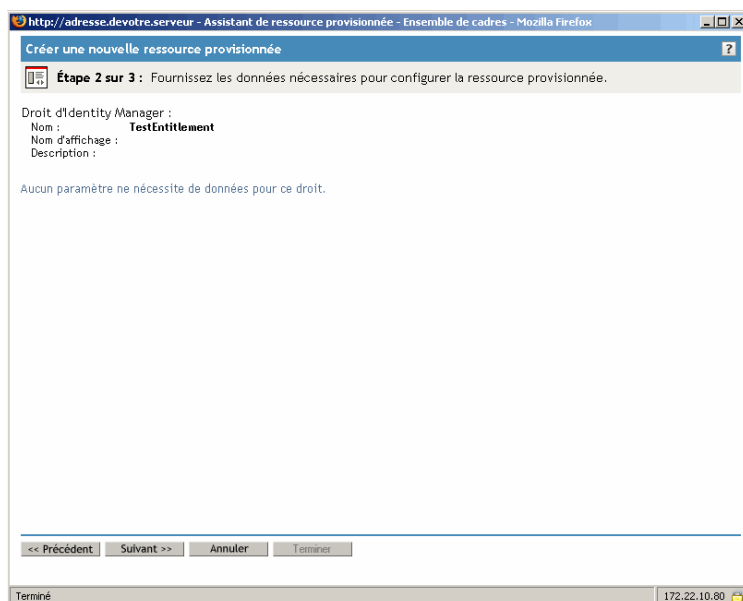 http://adresse.devotre.serveur - Assistant de ressource provisionnée - Ensemble de cadres - Mozilla Firefox
Créer une nouvelle ressource provisionnée ?
Étape 2 sur 3 : Fournissez les données nécessaires pour configurer la ressource provisionnée.
Droit d'Identity Manager :
Nom : TestEntitlement
Nom d'affichage :
Description :
Aucun paramètre ne nécessite de données pour ce droit.
<< Précédent Suivant >> Annuler Terminer
Terminé 172.22.10.80